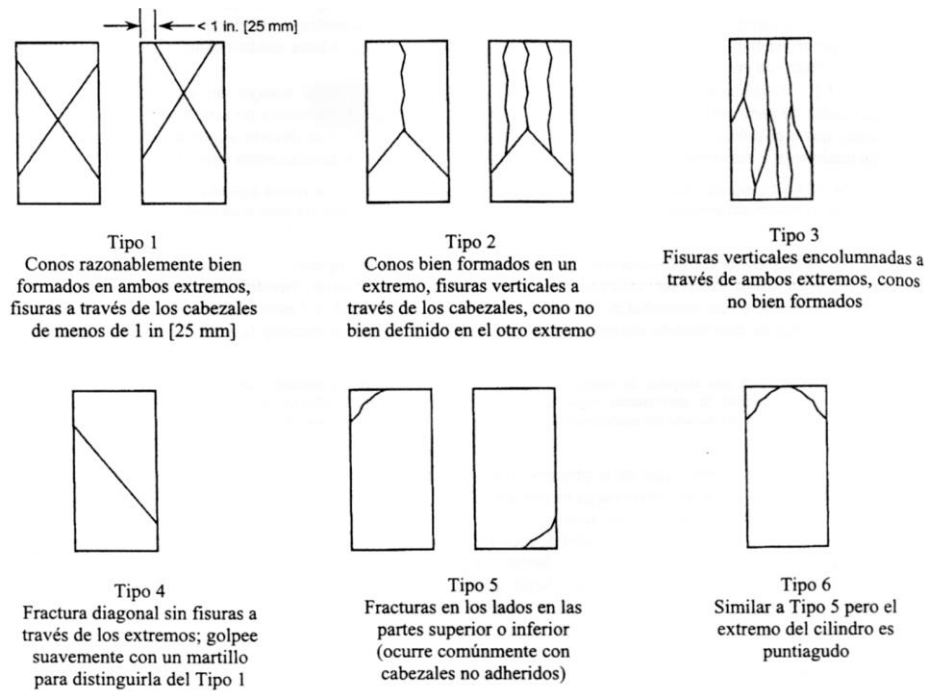 < 1 in. [25 mm]
Tipo 1
Conos razonablemente bien
formados en ambos extremos,
fisuras a través de los cabezales
de menos de 1 in [25 mm]
Tipo 2
Conos bien formados en un
extremo, fisuras verticales a
través de los cabezales, cono no
bien definido en el otro extremo
Tipo 3
Fisuras verticales encolumnadas a
través de ambos extremos, conos
no bien formados
Tipo 4
Fractura diagonal sin fisuras a
través de los extremos; golpee
suavemente con un martillo
para distinguirla del Tipo 1
Tipo 5
Fracturas en los lados en las
partes superior o inferior
(ocurre comúnmente con
cabezales no adheridos)
Tipo 6
Similar a Tipo 5 pero el
extremo del cilindro es
puntiagudo